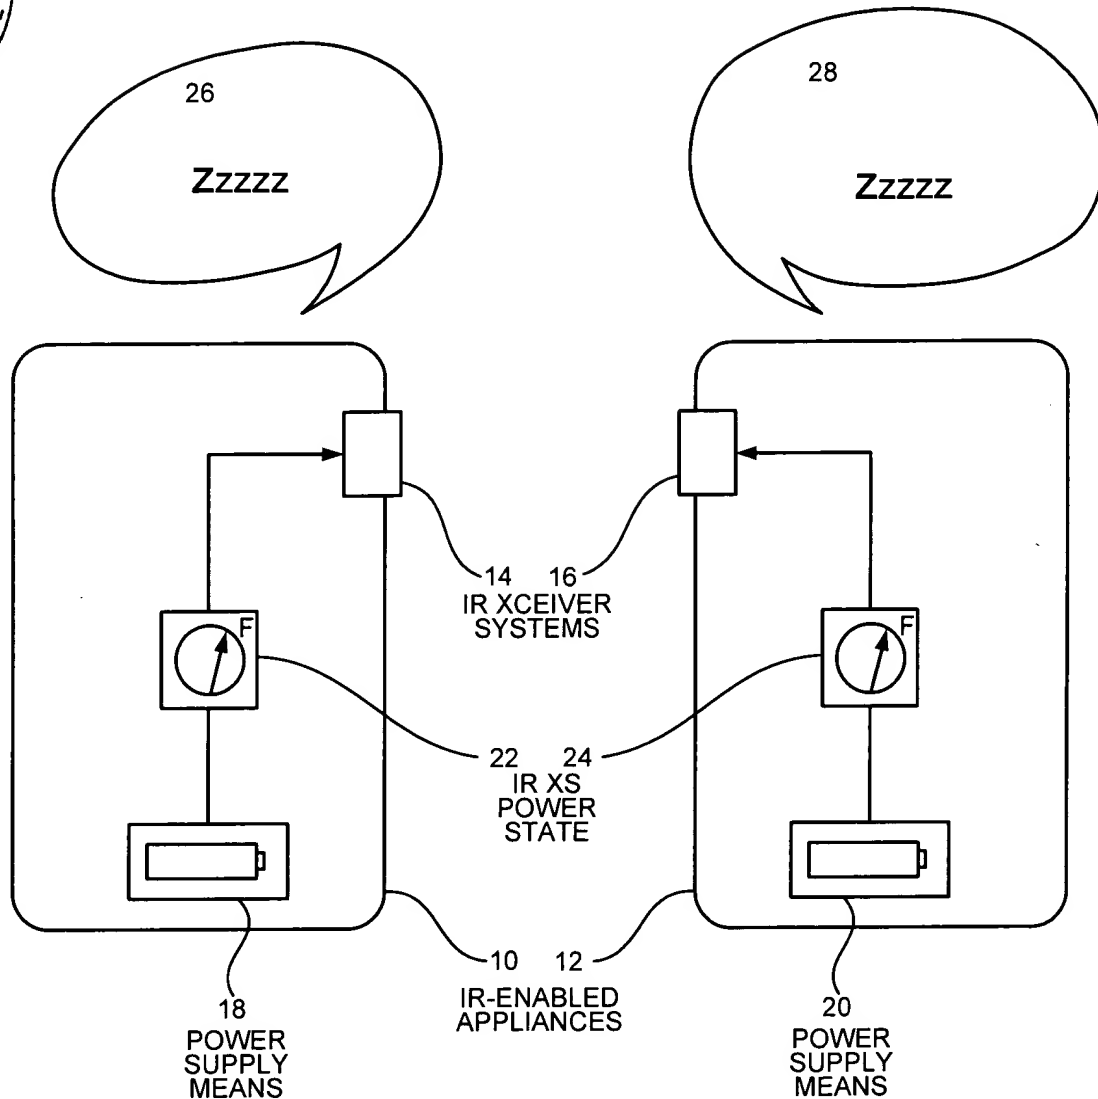 26
Zzzzz
28
Zzzzz
14 16
IR XCEIVER
SYSTEMS
F
F
22 24
IR XS
POWER
STATE
10 12
IR-ENABLED
APPLIANCES
18
POWER
SUPPLY
MEANS
20
POWER
SUPPLY
MEANS